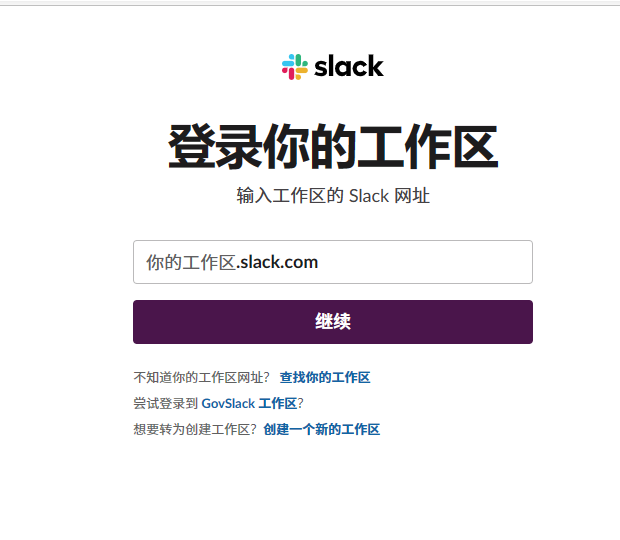 slack
登录你的工作区
输入工作区的 Slack 网址
你的工作区.slack.com
继续
不知道你的工作区网址? 查找你的工作区
尝试登录到 GovSlack 工作区?
想要转为创建工作区? 创建一个新的工作区